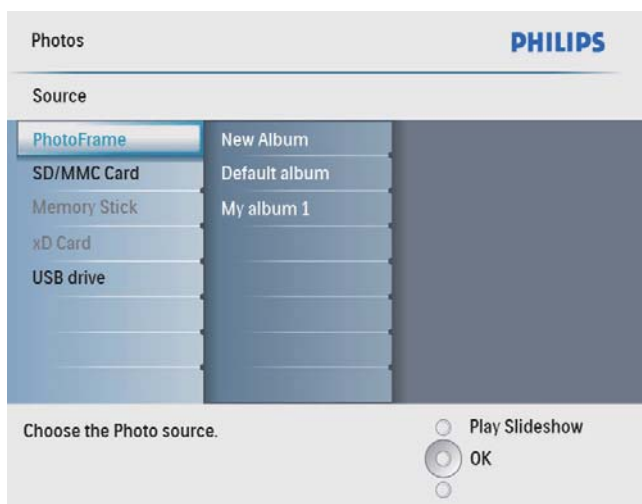 Photos
PHILIPS
Source
PhotoFrame
SD/MMC Card
Memory Stick
xD Card
USB drive
New Album
Default album
My album 1
Choose the Photo source.
Play Slideshow
OK